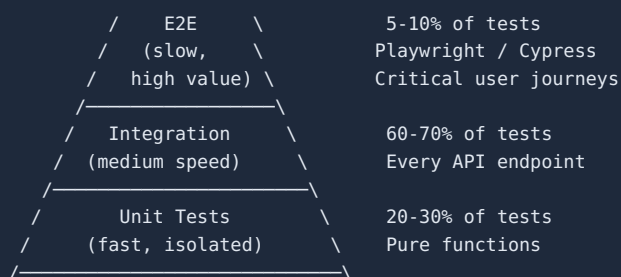 / E2E \ 5-10% of tests
/ (slow, \ Playwright / Cypress
/ high value) \ Critical user journeys
/─────────────────\
/ Integration \ 60-70% of tests
/ (medium speed) \ Every API endpoint
/───────────────────────\
/ Unit Tests \ 20-30% of tests
/ (fast, isolated) \ Pure functions
/─────────────────────────────\